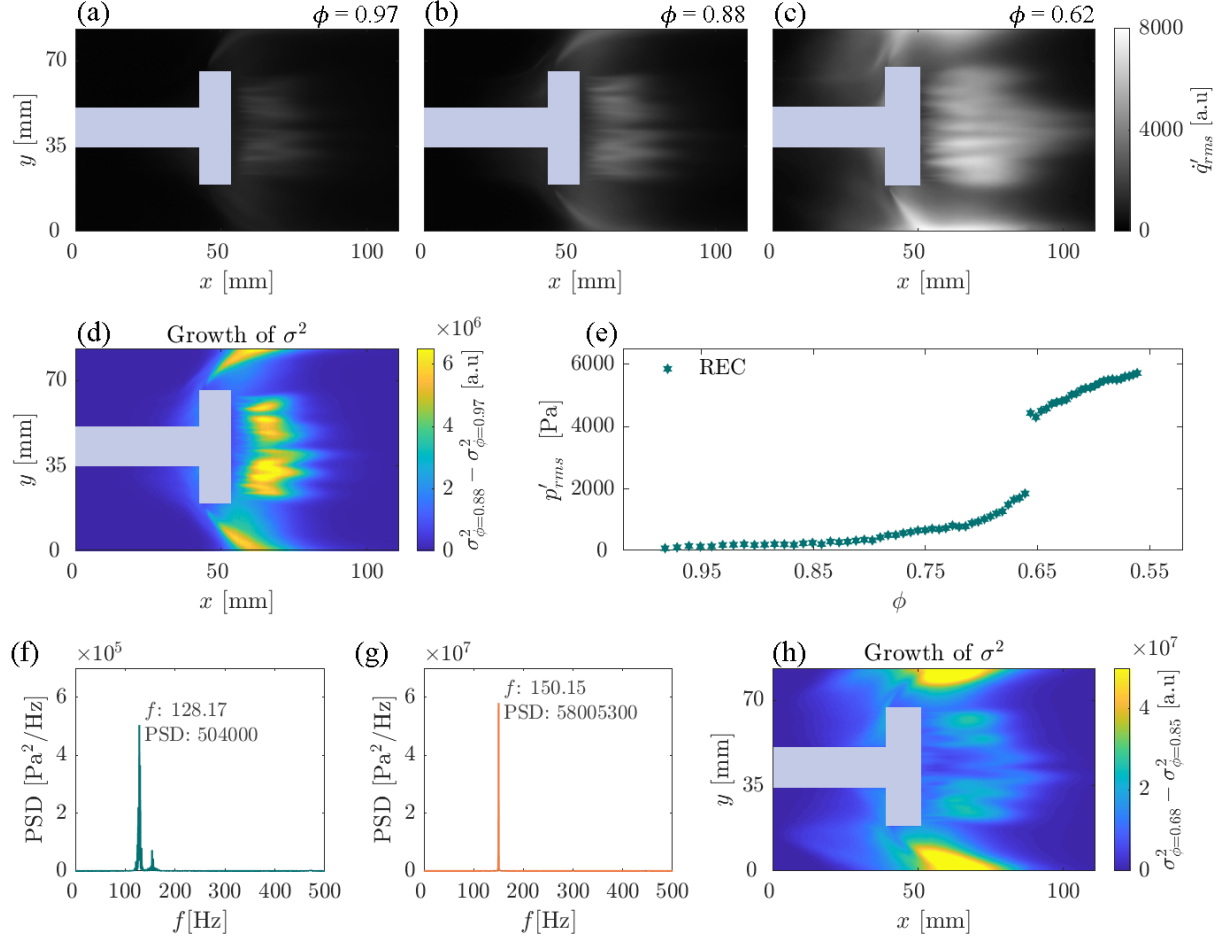 (a) ϕ = 0.97
(b) ϕ = 0.88
(c) ϕ = 0.62
70
35
0
y [mm]
0 50 100
x [mm]
0 50 100
x [mm]
0 50 100
x [mm]
8000
4000
0
q̇′rms [a.u]
(d) Growth of σ²
×10⁶
70
35
0
y [mm]
0 50 100
x [mm]
6
4
2
0
σ²ϕ=0.88 − σ²ϕ=0.97 [a.u]
(e)
REC
6000
4000
2000
0
p′rms [Pa]
0.95 0.85 0.75 0.65 0.55
ϕ
(f) ×10⁵
6
4
2
0
PSD [Pa²/Hz]
f: 128.17
PSD: 504000
0 100 200 300 400 500
f[Hz]
(g) ×10⁷
6
4
2
0
PSD [Pa²/Hz]
f: 150.15
PSD: 58005300
0 100 200 300 400 500
f[Hz]
(h) Growth of σ²
×10⁷
70
35
0
y [mm]
0 50 100
x [mm]
4
2
0
σ²ϕ=0.68 − σ²ϕ=0.85 [a.u]